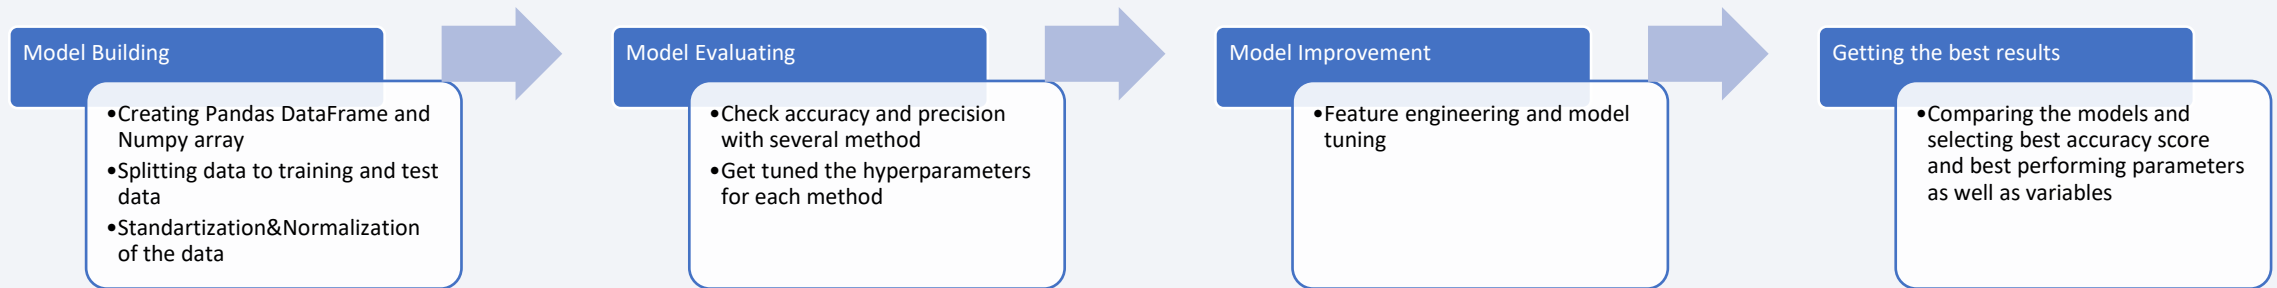 Model Building
•Creating Pandas DataFrame and
Numpy array
•Splitting data to training and test
data
•Standartization&Normalization
of the data
Model Evaluating
•Check accuracy and precision
with several method
•Get tuned the hyperparameters
for each method
Model Improvement
•Feature engineering and model
tuning
Getting the best results
•Comparing the models and
selecting best accuracy score
and best performing parameters
as well as variables